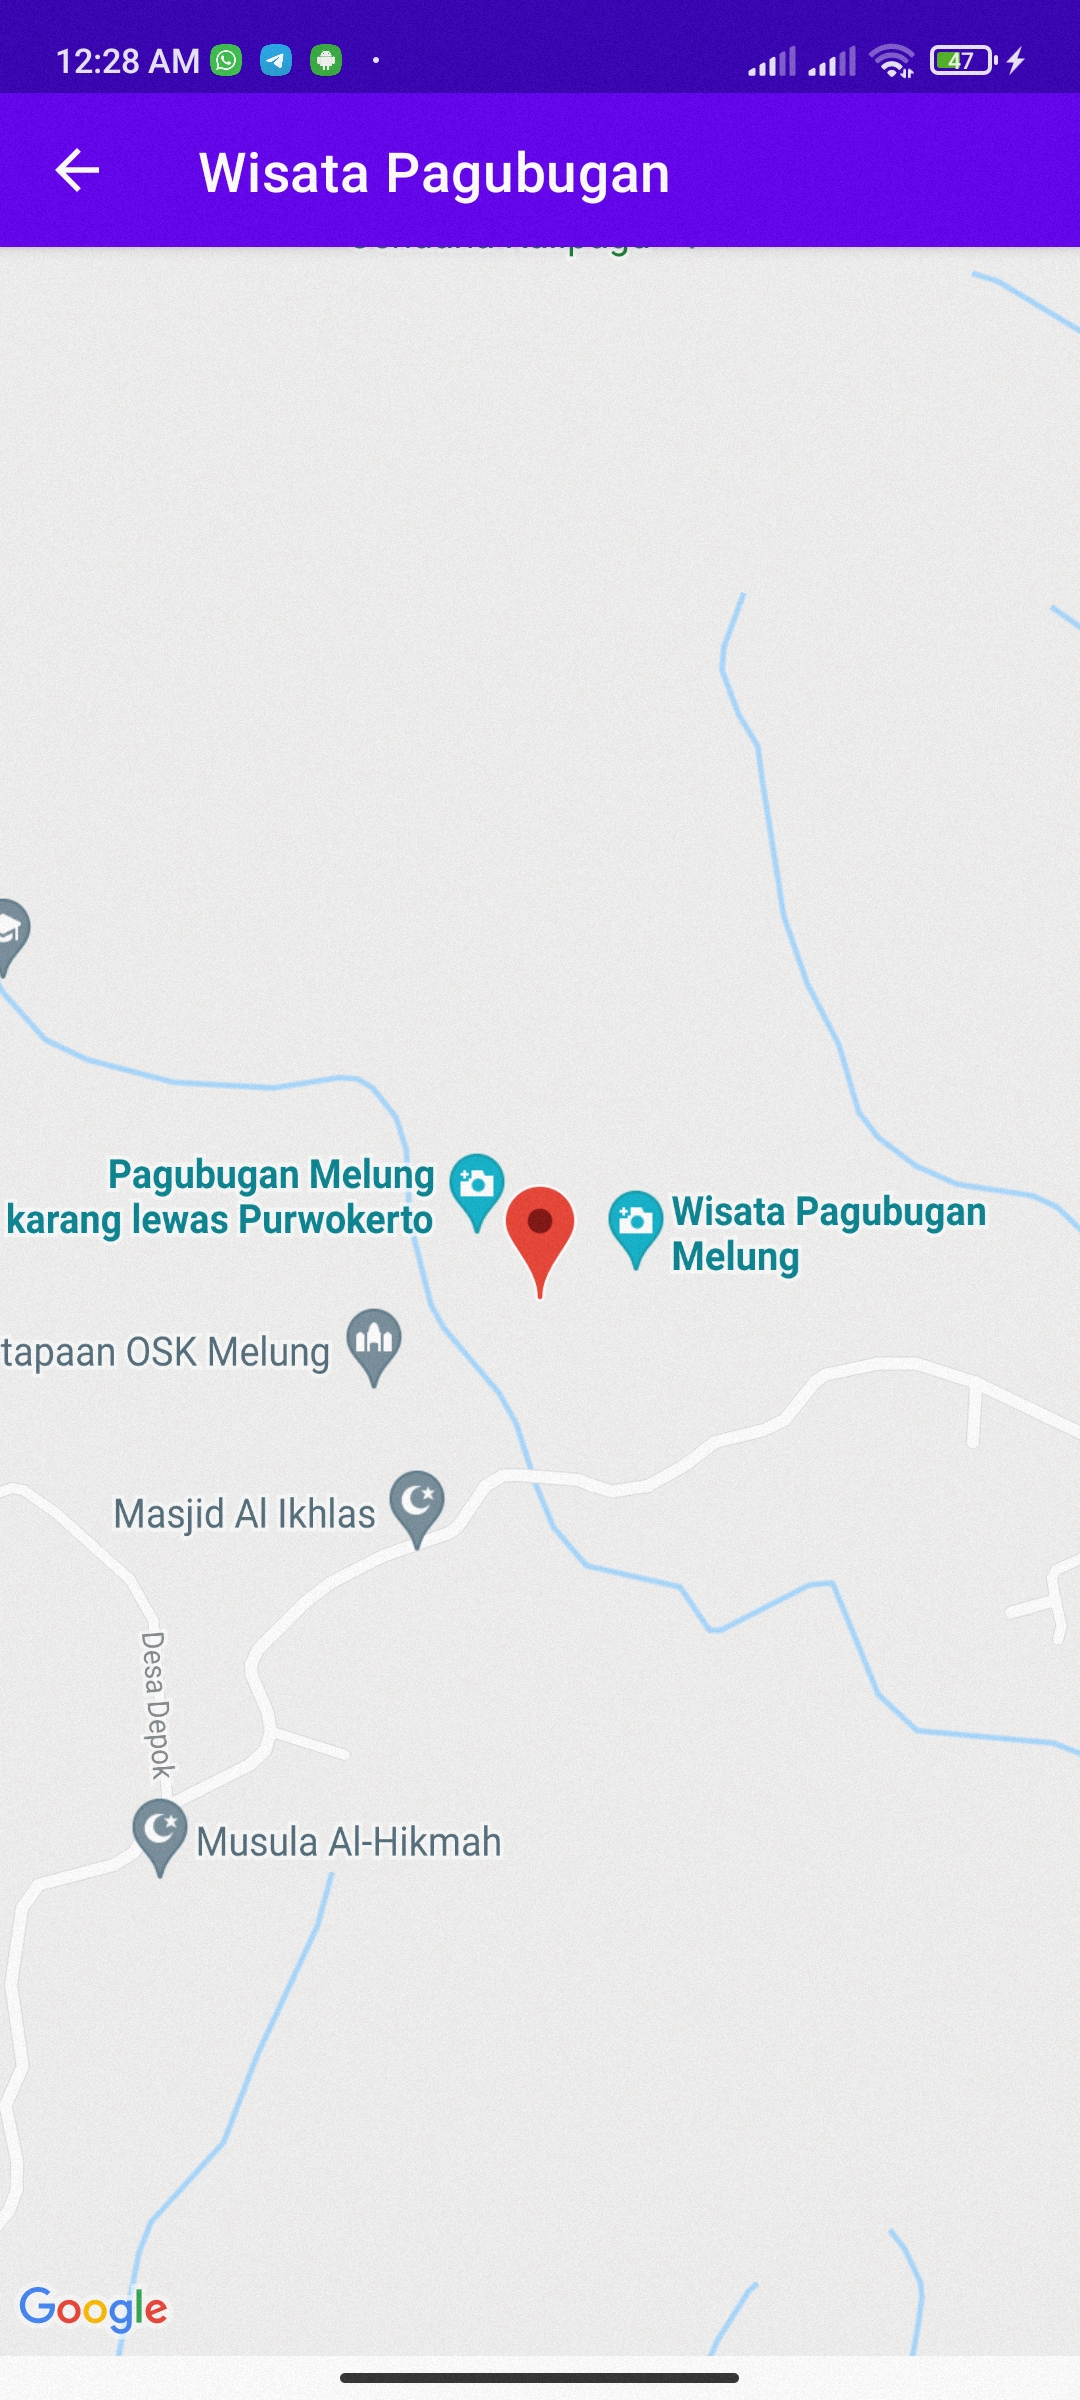 12:28 AM
47
Wisata Pagubugan
Pagubugan Melung
karang lewas Purwokerto
Wisata Pagubugan
Melung
tapaan OSK Melung
Masjid Al Ikhlas
Desa Depok
Musula Al-Hikmah
Google